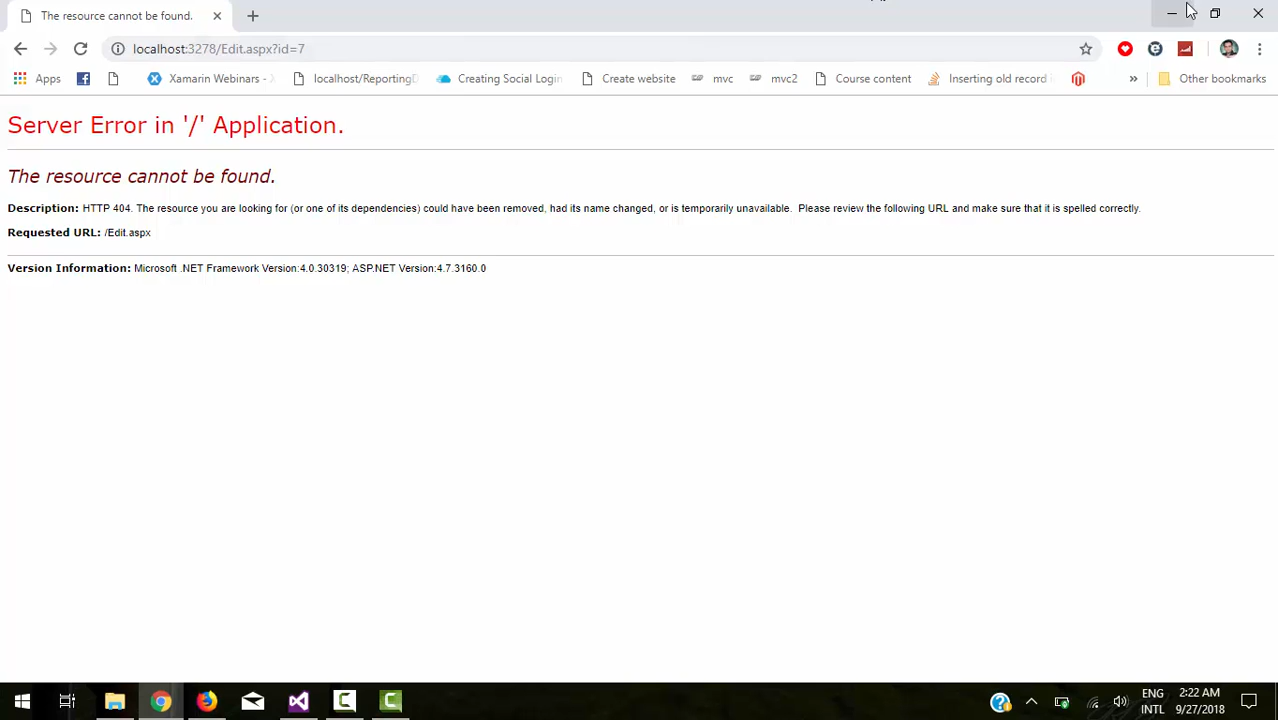 The resource cannot be found.
localhost:3278/Edit.aspx?id=7
Apps Xamarin Webinars - localhost/ReportingD Creating Social Login Create website mvc mvc2 Course content Inserting old record i » Other bookmarks
Server Error in '/' Application.
The resource cannot be found.
Description: HTTP 404. The resource you are looking for (or one of its dependencies) could have been removed, had its name changed, or is temporarily unavailable.  Please review the following URL and make sure that it is spelled correctly.
Requested URL: /Edit.aspx
Version Information: Microsoft .NET Framework Version:4.0.30319; ASP.NET Version:4.7.3160.0
ENG 2:22 AM
INTL 9/27/2018